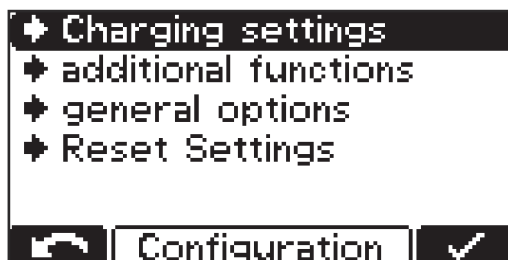 Charging settings
additional functions
general options
Reset Settings
Configuration